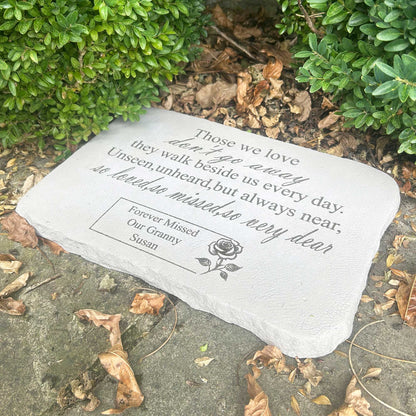 Those we love
don't go away
they walk beside us every day.
Unseen,unheard,but always near,
so loved,so missed,so very dear
Forever Missed
Our Granny
Susan